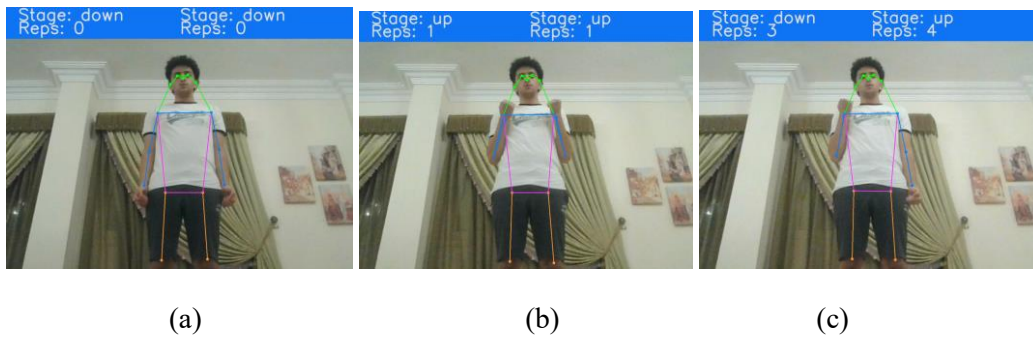 Stage: down Stage: down
Reps: 0 Reps: 0
Stage: up Stage: up
Reps: 1 Reps: 1
Stage: down Stage: up
Reps: 3 Reps: 4
(a) (b) (c)